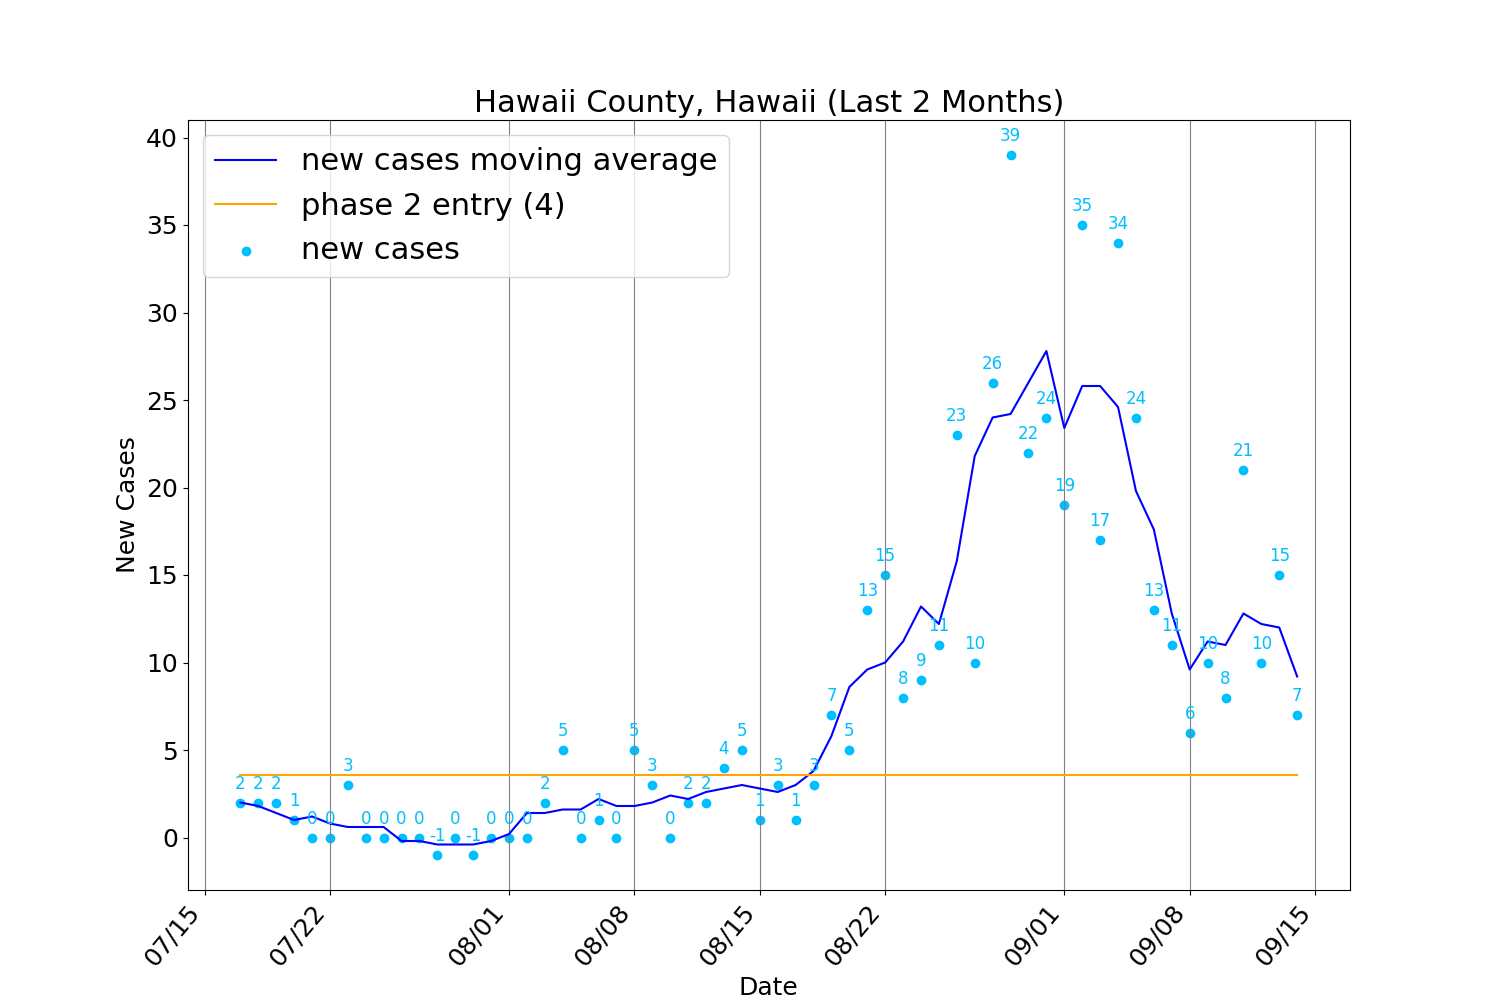 Hawaii County, Hawaii (Last 2 Months)
new cases moving average
phase 2 entry (4)
new cases
New Cases
40
35
30
25
20
15
10
5
0
2 2 2 1 0 0 3 0 0 0 0 -1 0 -1 0 0 0 2 5 0 1 0 5 3 0 2 2 4 5 1 3 1 3 7 5 13 15 8 9 11 23 10 26 39 22 24 19 35 17 34 24 13 11 6 10 8 21 10 15 7
07/15 07/22 08/01 08/08 08/15 08/22 09/01 09/08 09/15
Date